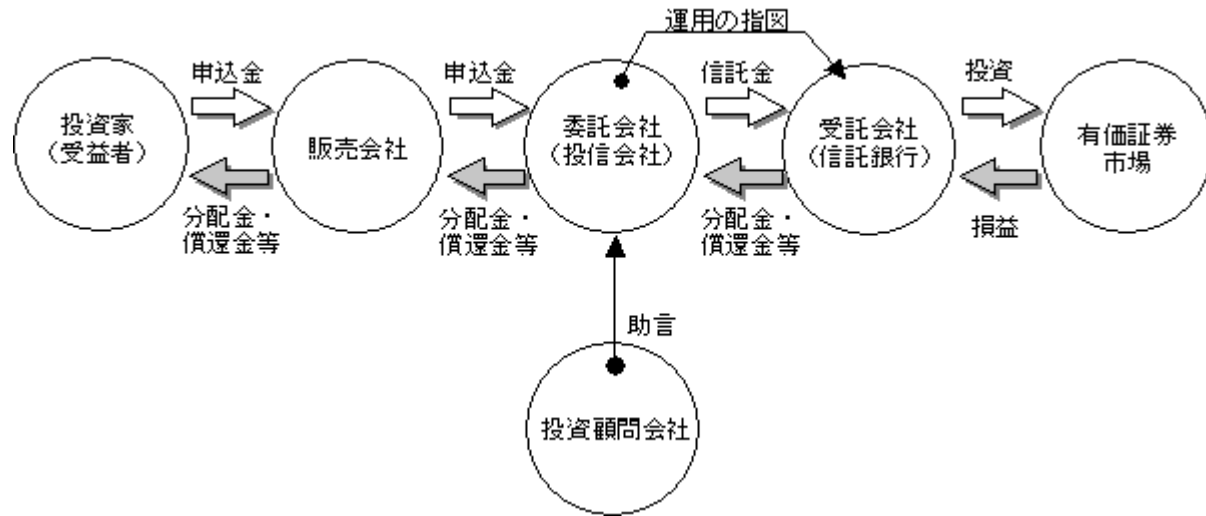 運用の指図
申込金
申込金
信託金
投資
投資家
（受益者）
販売会社
委託会社
（投信会社）
受託会社
（信託銀行）
有価証券
市場
分配金・
償還金等
分配金・
償還金等
分配金・
償還金等
損益
助言
投資顧問会社